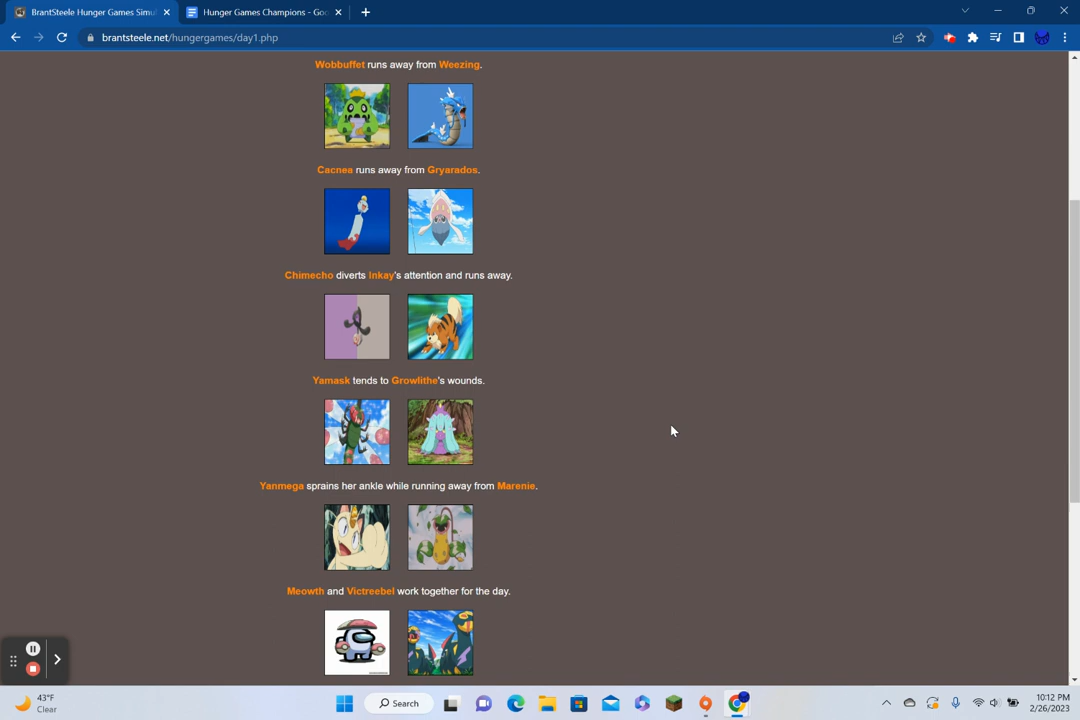 BrantSteele Hunger Games Simu
Hunger Games Champions - Goo
brantsteele.net/hungergames/day1.php
Wobbuffet runs away from Weezing.
Cacnea runs away from Gryarados.
Chimecho diverts Inkay's attention and runs away.
Yamask tends to Growlithe's wounds.
Yanmega sprains her ankle while running away from Marenie.
Meowth and Victreebel work together for the day.
43°F
Clear
Search
10:12 PM
2/26/2023